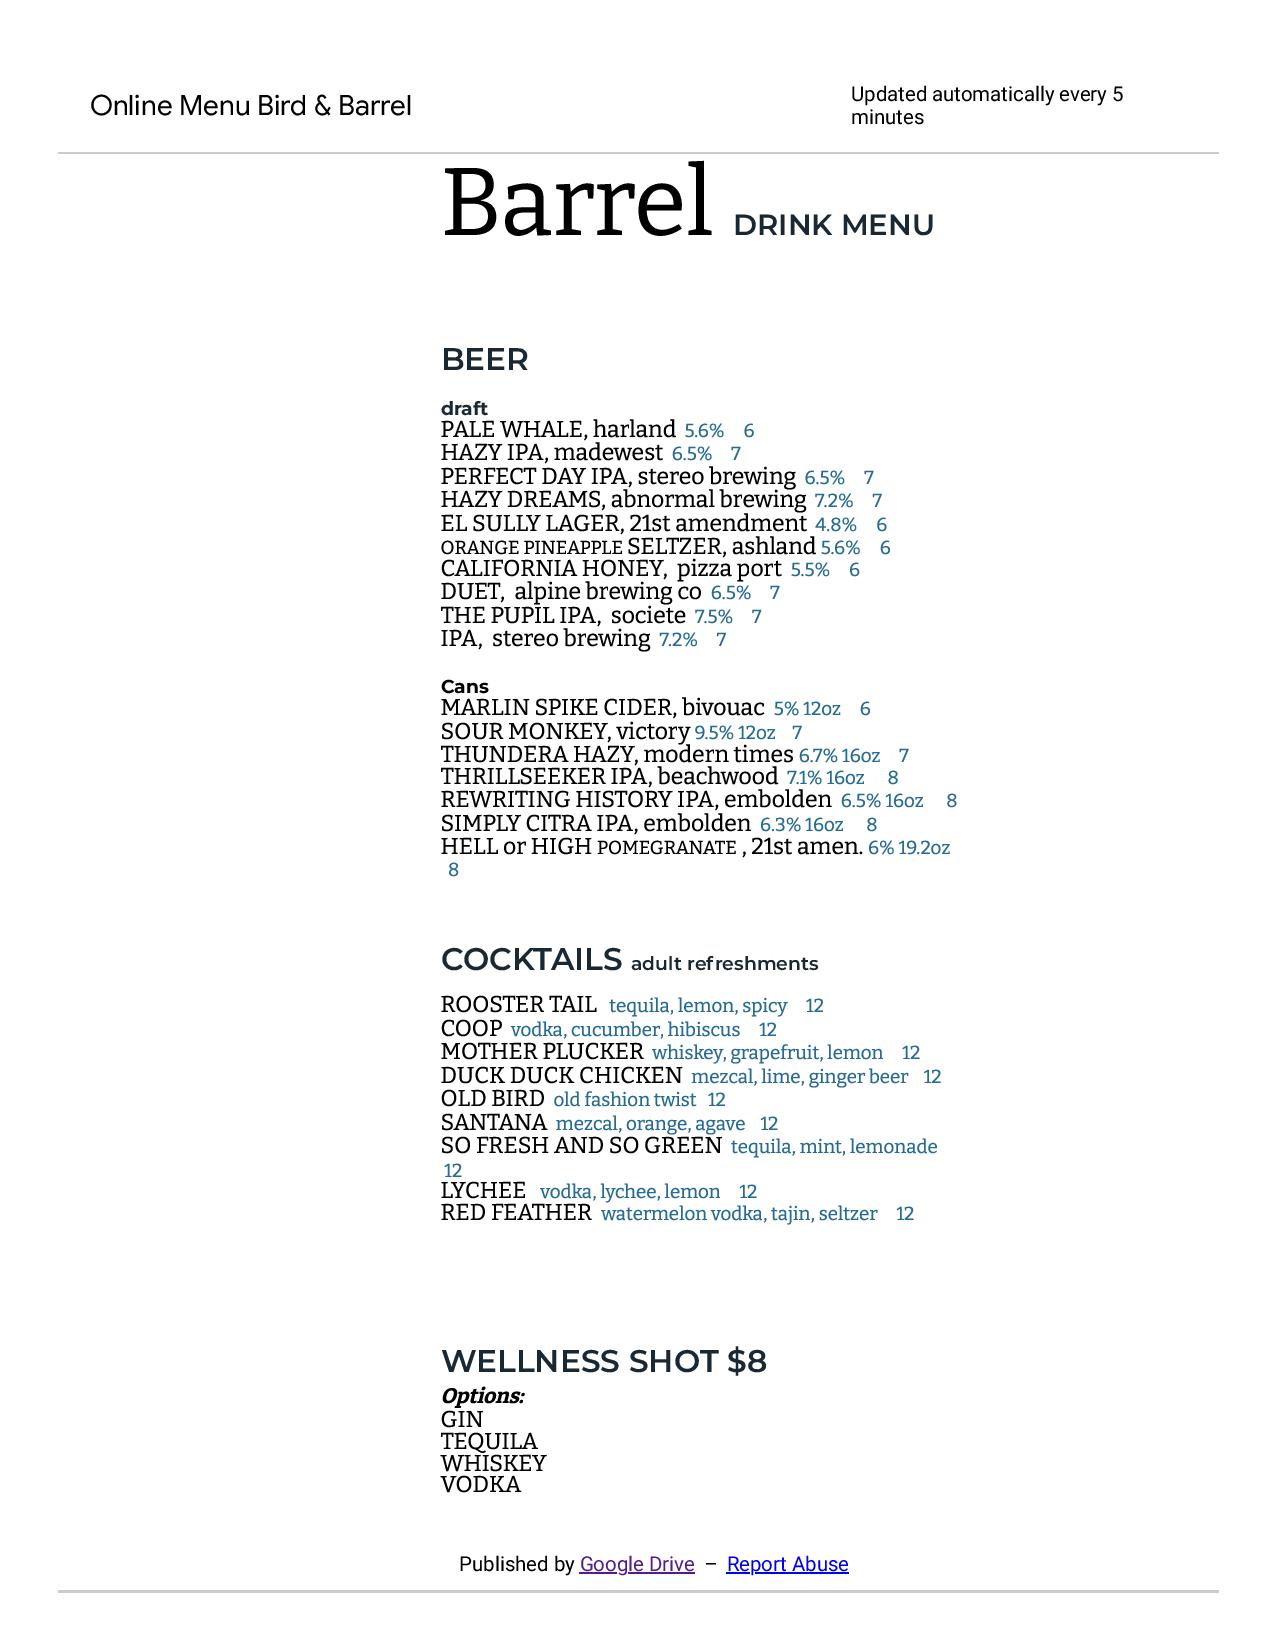 Online Menu Bird & Barrel
Updated automatically every 5
minutes
Barrel DRINK MENU
BEER
draft
PALE WHALE, harland 5.6% 6
HAZY IPA, madewest 6.5% 7
PERFECT DAY IPA, stereo brewing 6.5% 7
HAZY DREAMS, abnormal brewing 7.2% 7
EL SULLY LAGER, 21st amendment 4.8% 6
ORANGE PINEAPPLE SELTZER, ashland 5.6% 6
CALIFORNIA HONEY, pizza port 5.5% 6
DUET, alpine brewing co 6.5% 7
THE PUPIL IPA, societe 7.5% 7
IPA, stereo brewing 7.2% 7
Cans
MARLIN SPIKE CIDER, bivouac 5% 12oz 6
SOUR MONKEY, victory 9.5% 12oz 7
THUNDERA HAZY, modern times 6.7% 16oz 7
THRILLSEEKER IPA, beachwood 7.1% 16oz 8
REWRITING HISTORY IPA, embolden 6.5% 16oz 8
SIMPLY CITRA IPA, embolden 6.3% 16oz 8
HELL or HIGH POMEGRANATE , 21st amen. 6% 19.2oz
8
COCKTAILS adult refreshments
ROOSTER TAIL tequila, lemon, spicy 12
COOP vodka, cucumber, hibiscus 12
MOTHER PLUCKER whiskey, grapefruit, lemon 12
DUCK DUCK CHICKEN mezcal, lime, ginger beer 12
OLD BIRD old fashion twist 12
SANTANA mezcal, orange, agave 12
SO FRESH AND SO GREEN tequila, mint, lemonade
12
LYCHEE vodka, lychee, lemon 12
RED FEATHER watermelon vodka, tajin, seltzer 12
WELLNESS SHOT $8
Options:
GIN
TEQUILA
WHISKEY
VODKA
Published by Google Drive – Report Abuse